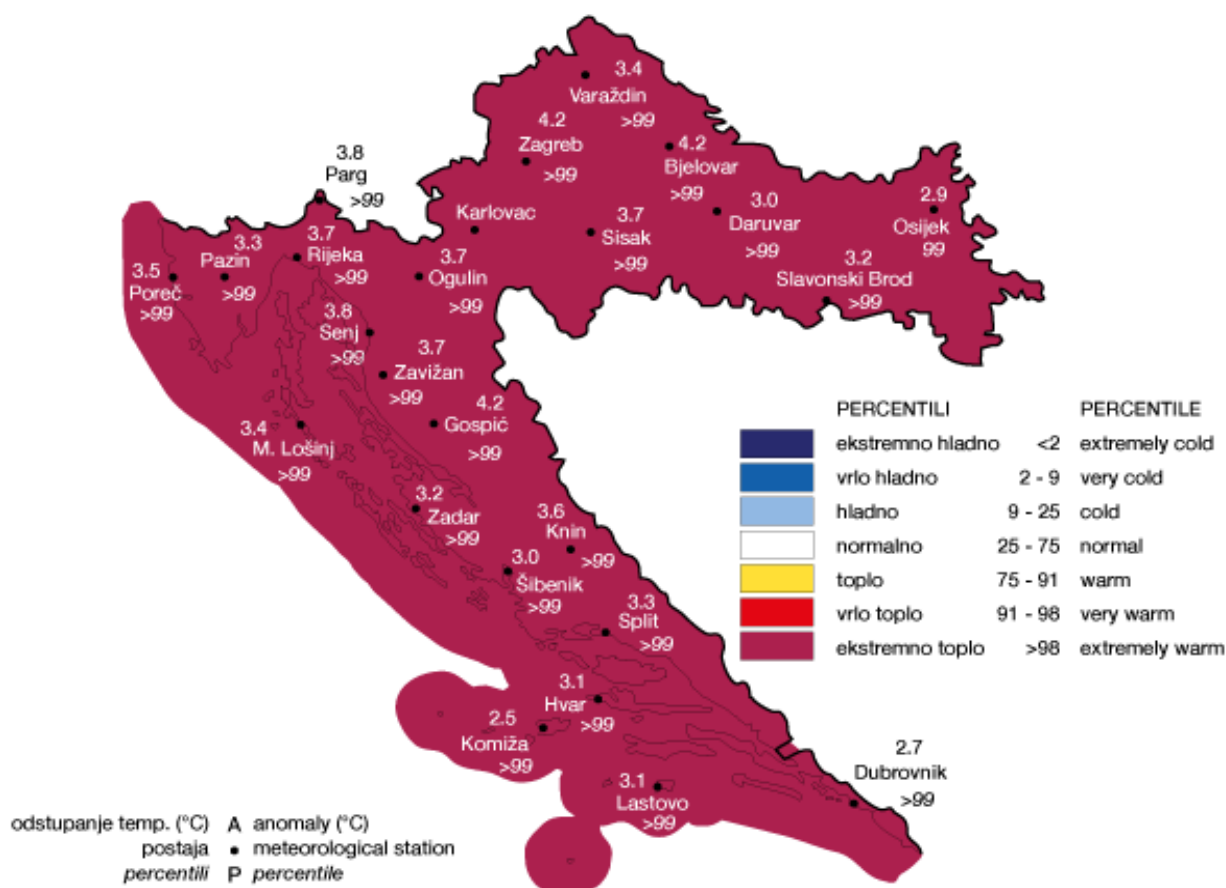 3.4
Varaždin
>99
4.2
Zagreb
>99
4.2
Bjelovar
>99
3.8
Parg
>99
3.0
Daruvar
>99
2.9
Osijek
99
Karlovac
3.7
Sisak
>99
3.2
Slavonski Brod
>99
3.5
Poreč
>99
3.3
Pazin
>99
3.7
Rijeka
>99
3.7
Ogulin
>99
3.8
Senj
>99
3.7
Zavižan
>99
4.2
Gospić
>99
3.4
M. Lošinj
>99
3.2
Zadar
>99
3.6
Knin
>99
3.0
Šibenik
>99
3.3
Split
>99
3.1
Hvar
>99
2.5
Komiža
>99
3.1
Lastovo
>99
2.7
Dubrovnik
>99
PERCENTILI PERCENTILE
ekstremno hladno <2 extremely cold
vrlo hladno 2 - 9 very cold
hladno 9 - 25 cold
normalno 25 - 75 normal
toplo 75 - 91 warm
vrlo toplo 91 - 98 very warm
ekstremno toplo >98 extremely warm
odstupanje temp. (°C) A anomaly (°C)
postaja • meteorological station
percentili P percentile